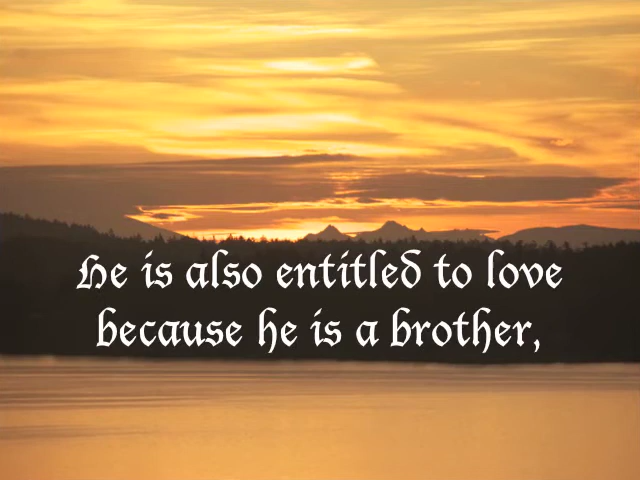 He is also entitled to love
because he is a brother,